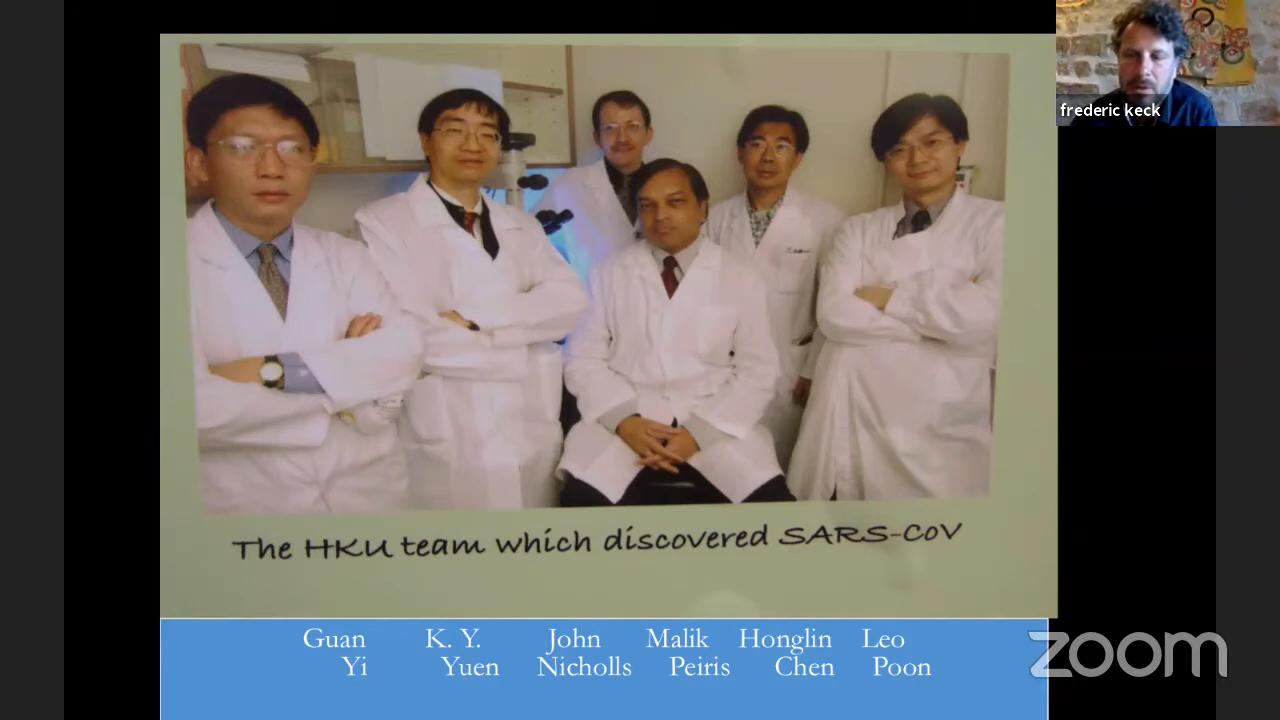 frederic keck
The HKU team which discovered SARS-CoV
Guan K. Y. John Malik Honglin Leo
Yi Yuen Nicholls Peiris Chen Poon
zoom